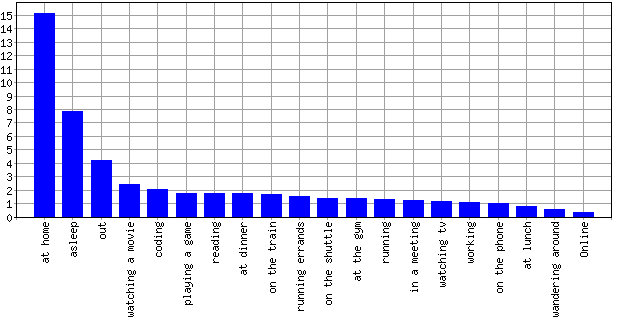 15
14
13
12
11
10
9
8
7
6
5
4
3
2
1
0
at home
asleep
out
watching a movie
coding
playing a game
reading
at dinner
on the train
running errands
on the shuttle
at the gym
running
in a meeting
watching tv
working
on the phone
at lunch
wandering around
Online